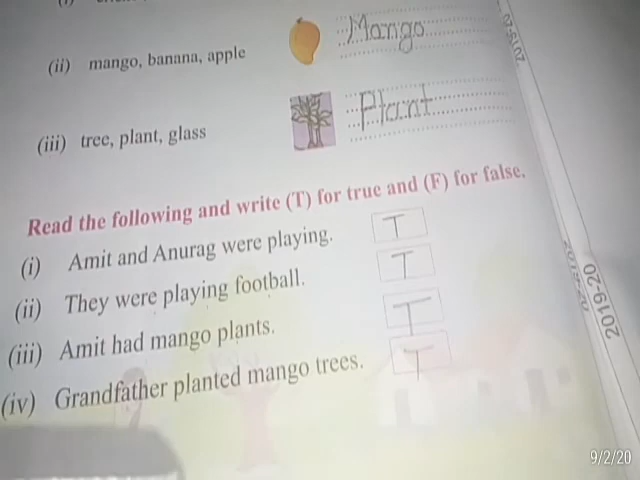 (ii) mango, banana, apple Mango
(iii) tree, plant, glass Plant
Read the following and write (T) for true and (F) for false.
(i) Amit and Anurag were playing. T
(ii) They were playing football. T
(iii) Amit had mango plants. T
(iv) Grandfather planted mango trees. T
2019-20
2019-20
9/2/20